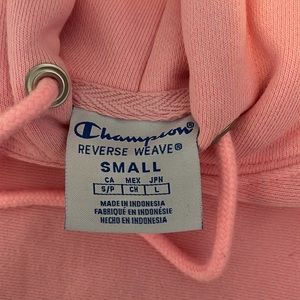 Champion®
REVERSE WEAVE®
SMALL
CA MEX JPN
S/P CH L
MADE IN INDONESIA
FABRIQUÉ EN INDONÉSIE
HECHO EN INDONESIA